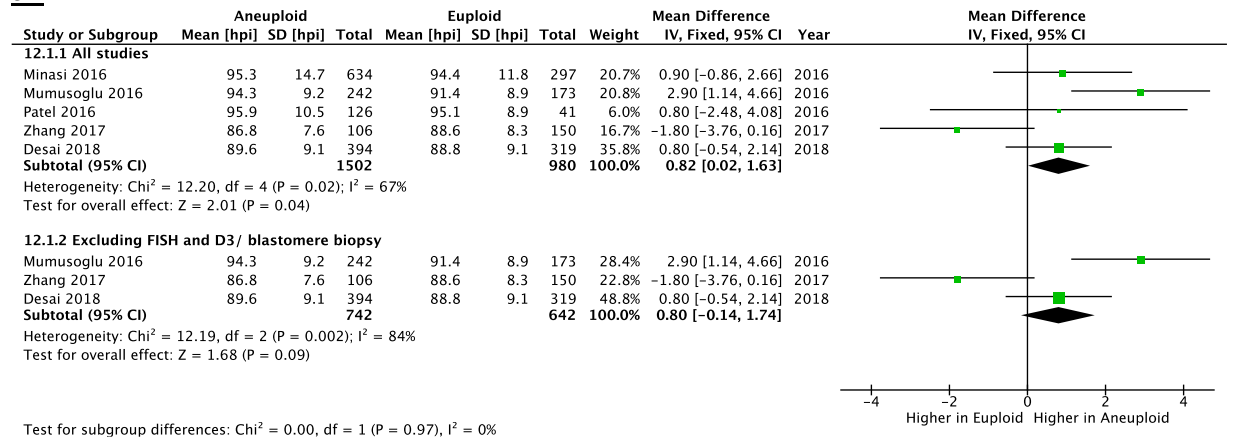 Aneuploid Euploid Mean Difference Mean Difference
Study or Subgroup Mean [hpi] SD [hpi] Total Mean [hpi] SD [hpi] Total Weight IV, Fixed, 95% CI Year IV, Fixed, 95% CI
12.1.1 All studies
Minasi 2016 95.3 14.7 634 94.4 11.8 297 20.7% 0.90 [−0.86, 2.66] 2016
Mumusoglu 2016 94.3 9.2 242 91.4 8.9 173 20.8% 2.90 [1.14, 4.66] 2016
Patel 2016 95.9 10.5 126 95.1 8.9 41 6.0% 0.80 [−2.48, 4.08] 2016
Zhang 2017 86.8 7.6 106 88.6 8.3 150 16.7% −1.80 [−3.76, 0.16] 2017
Desai 2018 89.6 9.1 394 88.8 9.1 319 35.8% 0.80 [−0.54, 2.14] 2018
Subtotal (95% CI) 1502 980 100.0% 0.82 [0.02, 1.63]
Heterogeneity: Chi² = 12.20, df = 4 (P = 0.02); I² = 67%
Test for overall effect: Z = 2.01 (P = 0.04)
12.1.2 Excluding FISH and D3/ blastomere biopsy
Mumusoglu 2016 94.3 9.2 242 91.4 8.9 173 28.4% 2.90 [1.14, 4.66] 2016
Zhang 2017 86.8 7.6 106 88.6 8.3 150 22.8% −1.80 [−3.76, 0.16] 2017
Desai 2018 89.6 9.1 394 88.8 9.1 319 48.8% 0.80 [−0.54, 2.14] 2018
Subtotal (95% CI) 742 642 100.0% 0.80 [−0.14, 1.74]
Heterogeneity: Chi² = 12.19, df = 2 (P = 0.002); I² = 84%
Test for overall effect: Z = 1.68 (P = 0.09)
−4 −2 0 2 4
Higher in Euploid Higher in Aneuploid
Test for subgroup differences: Chi² = 0.00, df = 1 (P = 0.97), I² = 0%